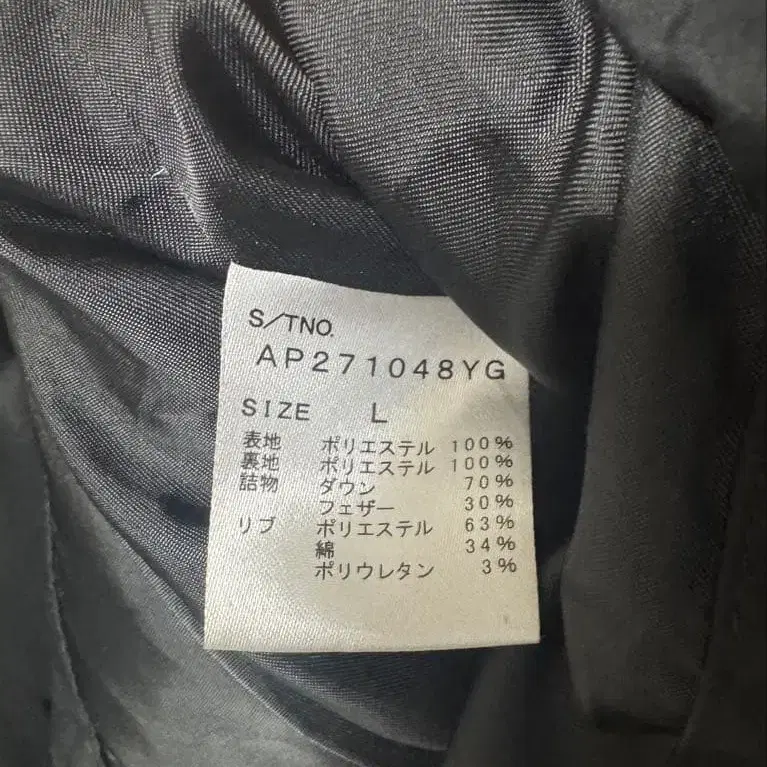 S/TNO.
AP271048YG
SIZE L
表地 ポリエステル 100%
裏地 ポリエステル 100%
詰物 ダウン 70%
フェザー 30%
リブ ポリエステル 63%
綿 34%
ポリウレタン 3%